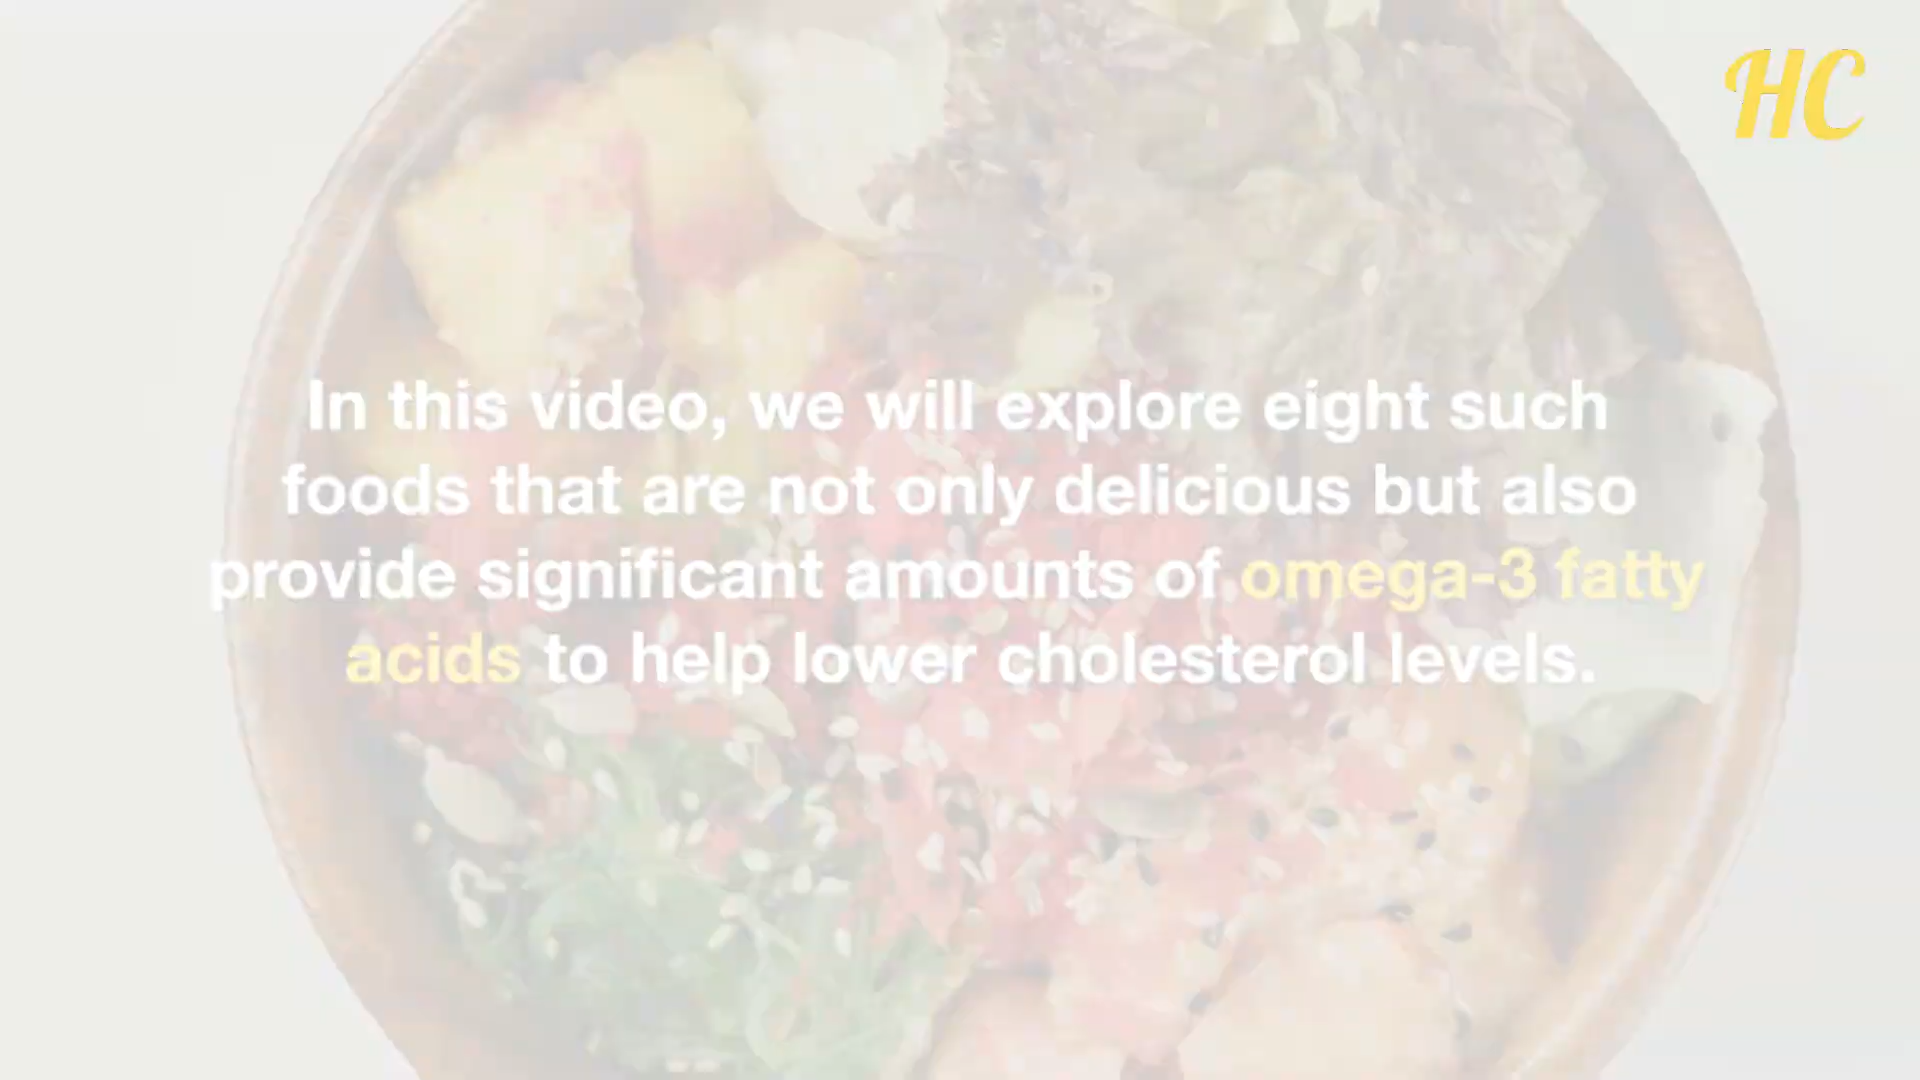 HC
In this video, we will explore eight such
foods that are not only delicious but also
provide significant amounts of omega-3 fatty
acids to help lower cholesterol levels.